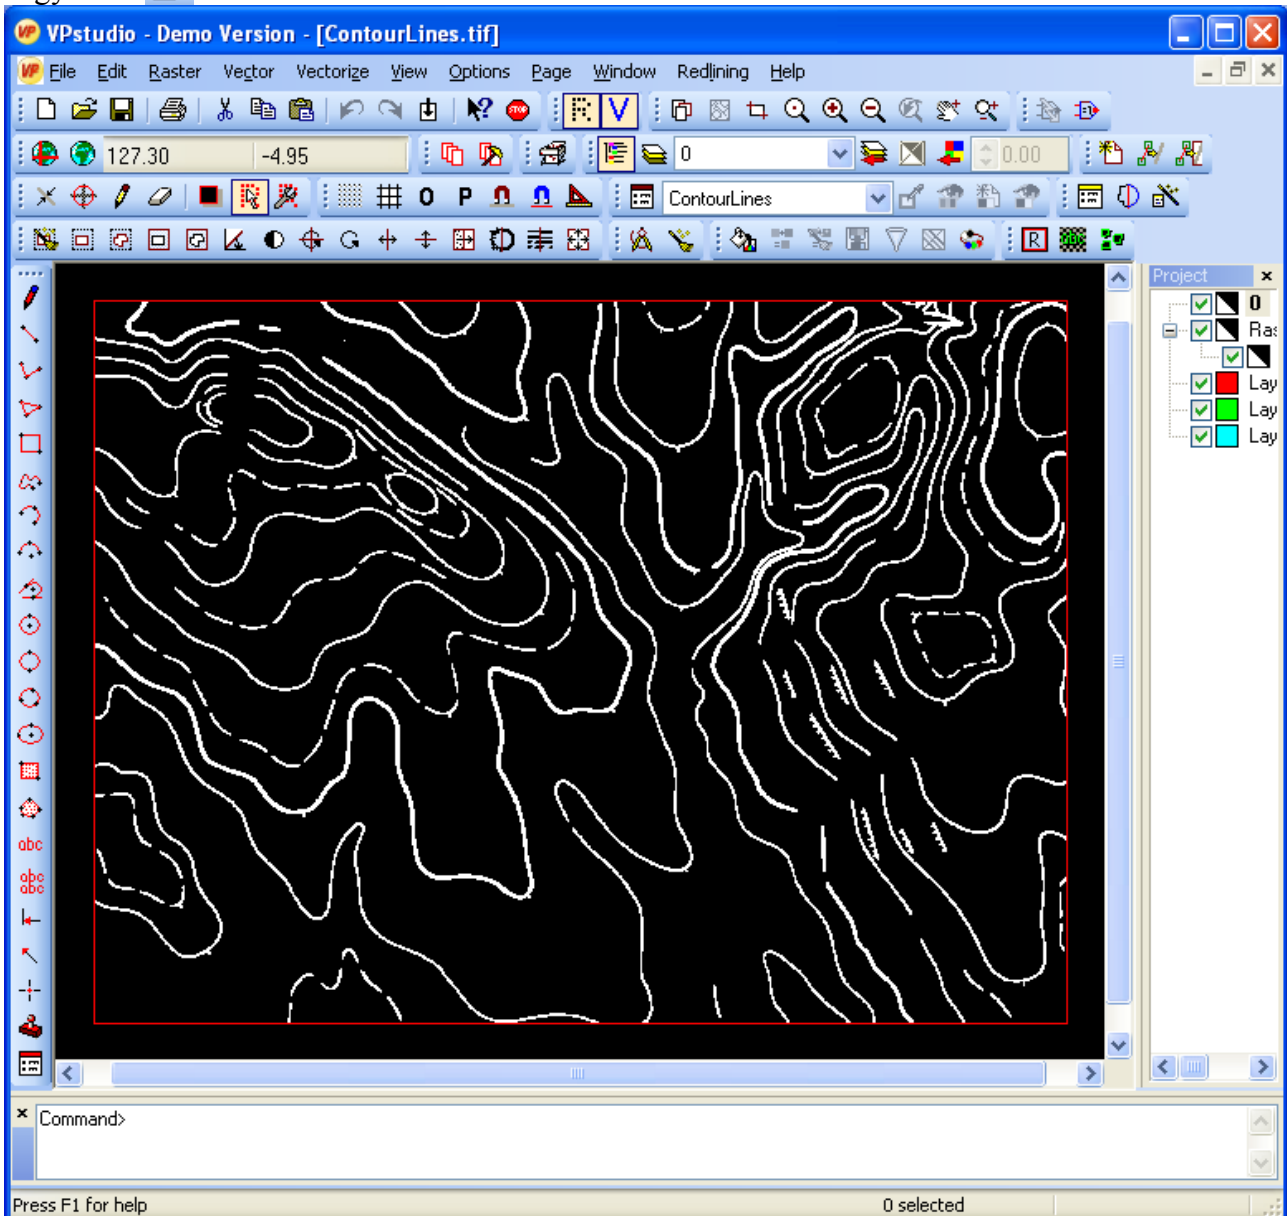 VPstudio - Demo Version - [ContourLines.tif]
File Edit Raster Vector Vectorize View Options Page Window Redlining Help
R V
127.30 -4.95 0 0.00
O P ContourLines
R
Project
0
Ras
Lay
Lay
Lay
abc
abc
abc
Command>
Press F1 for help 0 selected